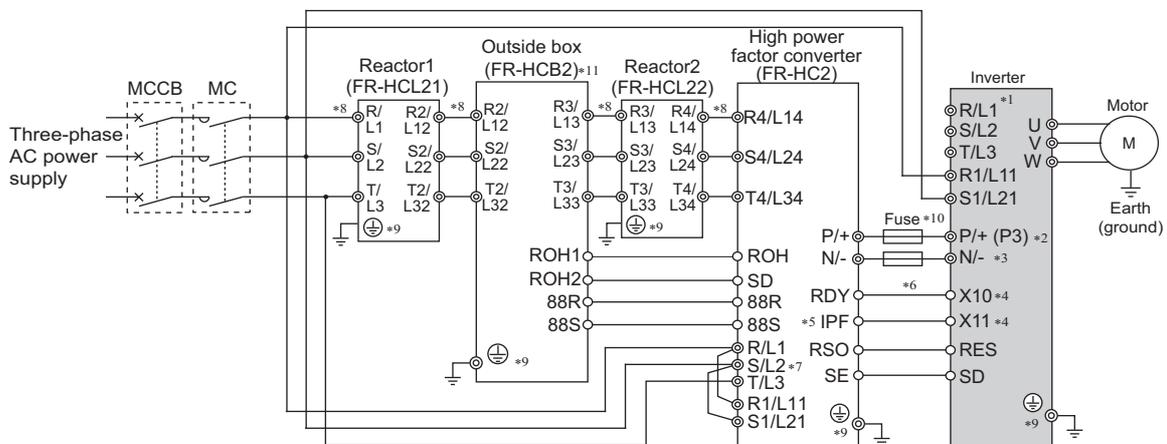 Three-phase
AC power
supply
MCCB
MC
Reactor1
(FR-HCL21)
*8
R/
L1
S/
L2
T/
L3
R2/
L12
S2/
L22
T2/
L32
*9
Outside box
(FR-HCB2)*11
*8
R2/
L12
S2/
L22
T2/
L32
R3/
L13
S3/
L23
T3/
L33
ROH1
ROH2
88R
88S
*9
Reactor2
(FR-HCL22)
*8
R3/
L13
S3/
L23
T3/
L33
R4/
L14
S4/
L24
T4/
L34
*9
High power
factor converter
(FR-HC2)
*8
R4/L14
S4/L24
T4/L34
ROH
SD
88R
88S
R/L1
S/L2*7
T/L3
R1/L11
S1/L21
P/+
N/-
RDY
*5 IPF
RSO
SE
*9
Fuse *10
*6
Inverter
R/L1*1
S/L2
T/L3
R1/L11
S1/L21
P/+ (P3) *2
N/- *3
X10*4
X11*4
RES
SD
U
V
W
*9
Motor
M
Earth
(ground)